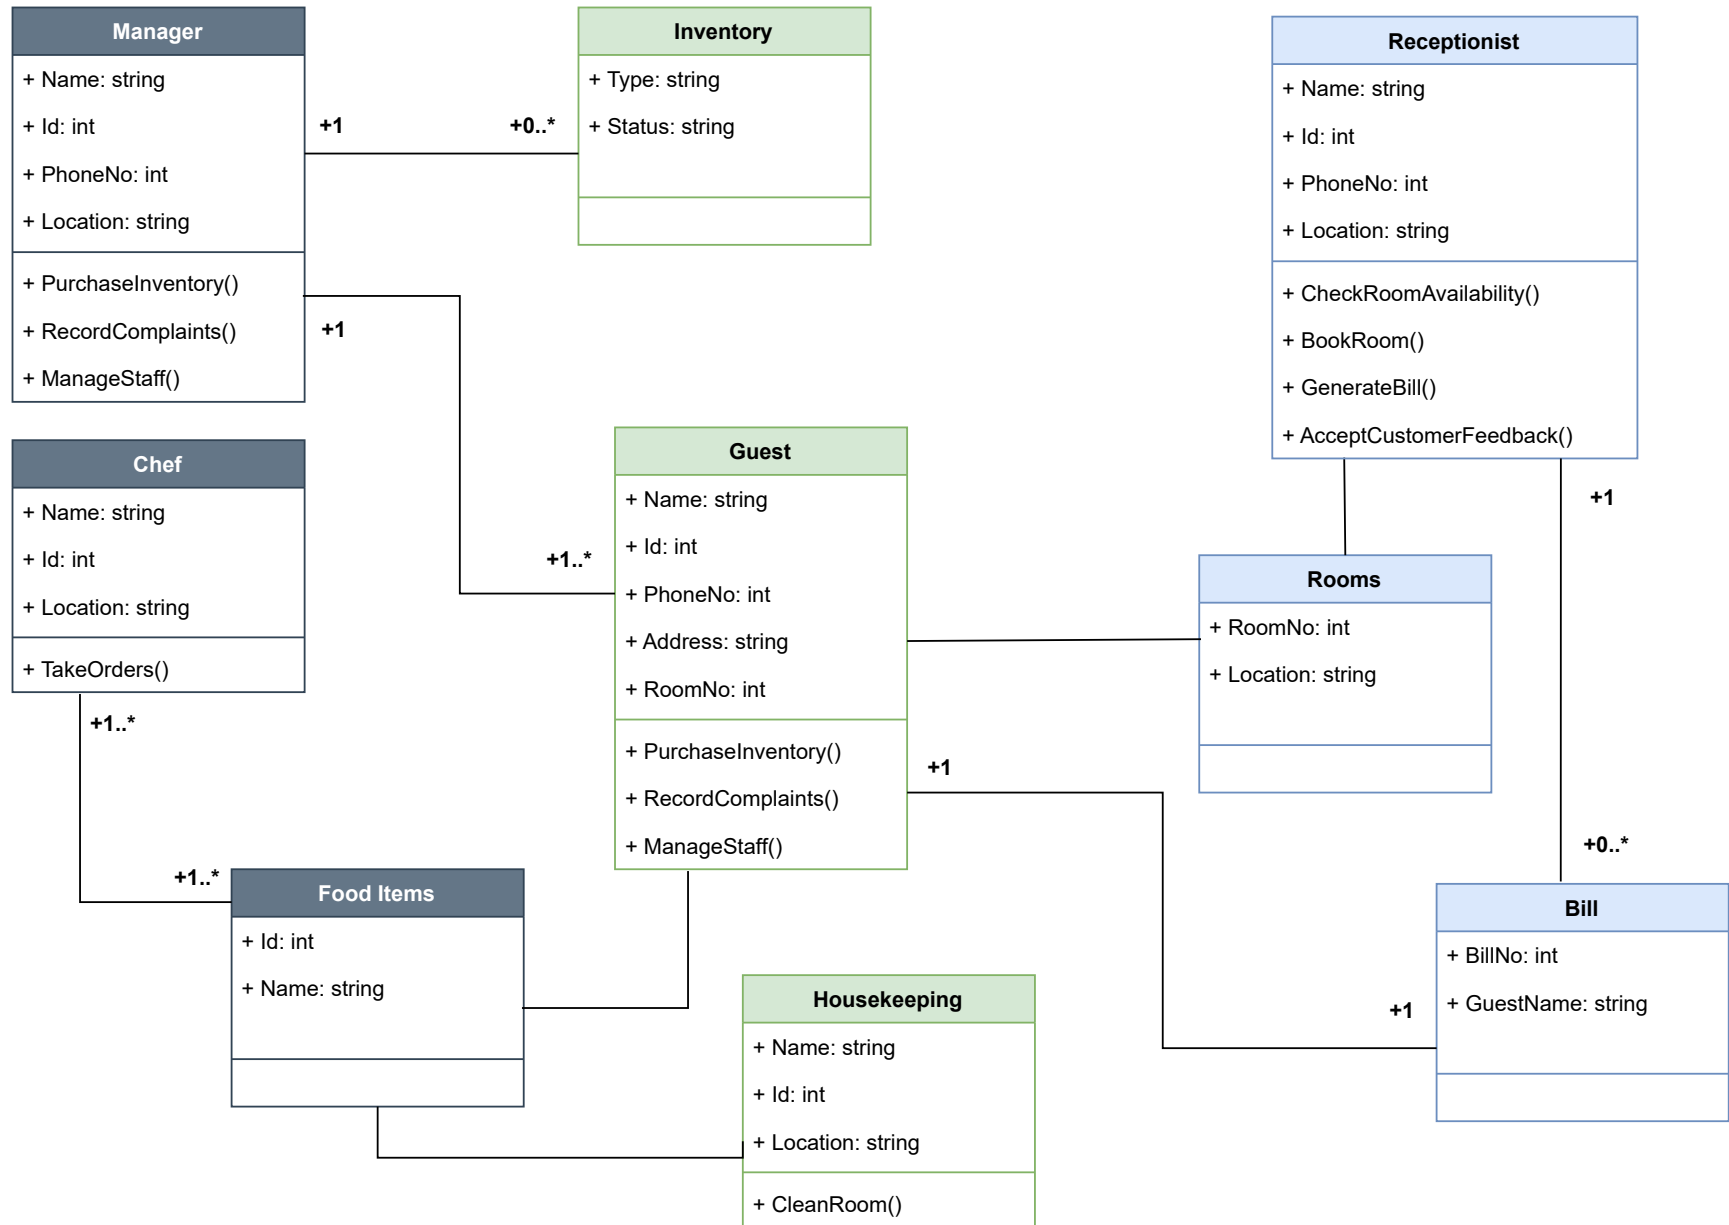 Manager
+ Name: string
+ Id: int
+ PhoneNo: int
+ Location: string
+ PurchaseInventory()
+ RecordComplaints()
+ ManageStaff()
+1
+0..*
Inventory
+ Type: string
+ Status: string
+1
+1..*
Receptionist
+ Name: string
+ Id: int
+ PhoneNo: int
+ Location: string
+ CheckRoomAvailability()
+ BookRoom()
+ GenerateBill()
+ AcceptCustomerFeedback()
+1
+0..*
Chef
+ Name: string
+ Id: int
+ Location: string
+ TakeOrders()
+1..*
+1..*
Guest
+ Name: string
+ Id: int
+ PhoneNo: int
+ Address: string
+ RoomNo: int
+ PurchaseInventory()
+ RecordComplaints()
+ ManageStaff()
+1
+1
Rooms
+ RoomNo: int
+ Location: string
Food Items
+ Id: int
+ Name: string
Housekeeping
+ Name: string
+ Id: int
+ Location: string
+ CleanRoom()
Bill
+ BillNo: int
+ GuestName: string